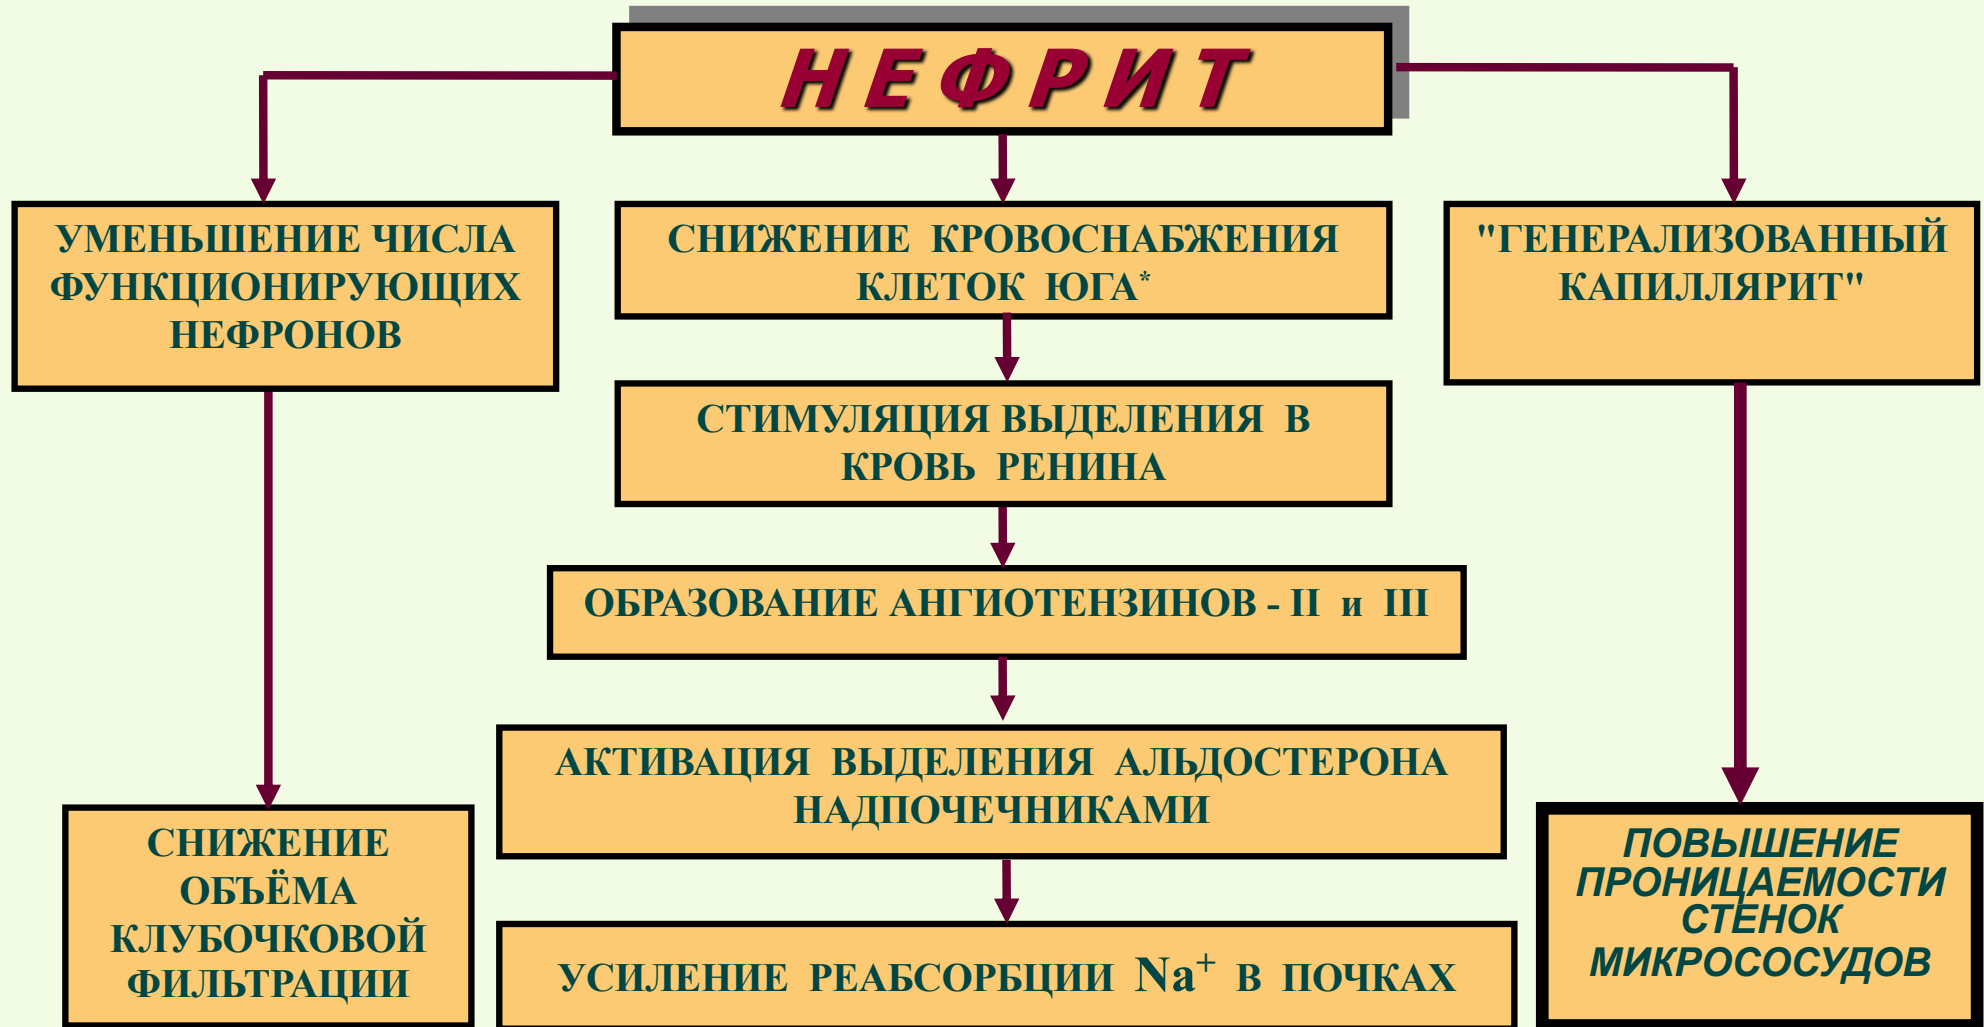 Н Е Ф Р И Т
УМЕНЬШЕНИЕ ЧИСЛА
ФУНКЦИОНИРУЮЩИХ
НЕФРОНОВ
СНИЖЕНИЕ КРОВОСНАБЖЕНИЯ
КЛЕТОК ЮГА*
"ГЕНЕРАЛИЗОВАННЫЙ
КАПИЛЛЯРИТ"
СТИМУЛЯЦИЯ ВЫДЕЛЕНИЯ В
КРОВЬ РЕНИНА
ОБРАЗОВАНИЕ АНГИОТЕНЗИНОВ - II и III
АКТИВАЦИЯ ВЫДЕЛЕНИЯ АЛЬДОСТЕРОНА
НАДПОЧЕЧНИКАМИ
СНИЖЕНИЕ
ОБЪЁМА
КЛУБОЧКОВОЙ
ФИЛЬТРАЦИИ
УСИЛЕНИЕ РЕАБСОРБЦИИ Na⁺ В ПОЧКАХ
ПОВЫШЕНИЕ
ПРОНИЦАЕМОСТИ
СТЕНОК
МИКРОСОСУДОВ